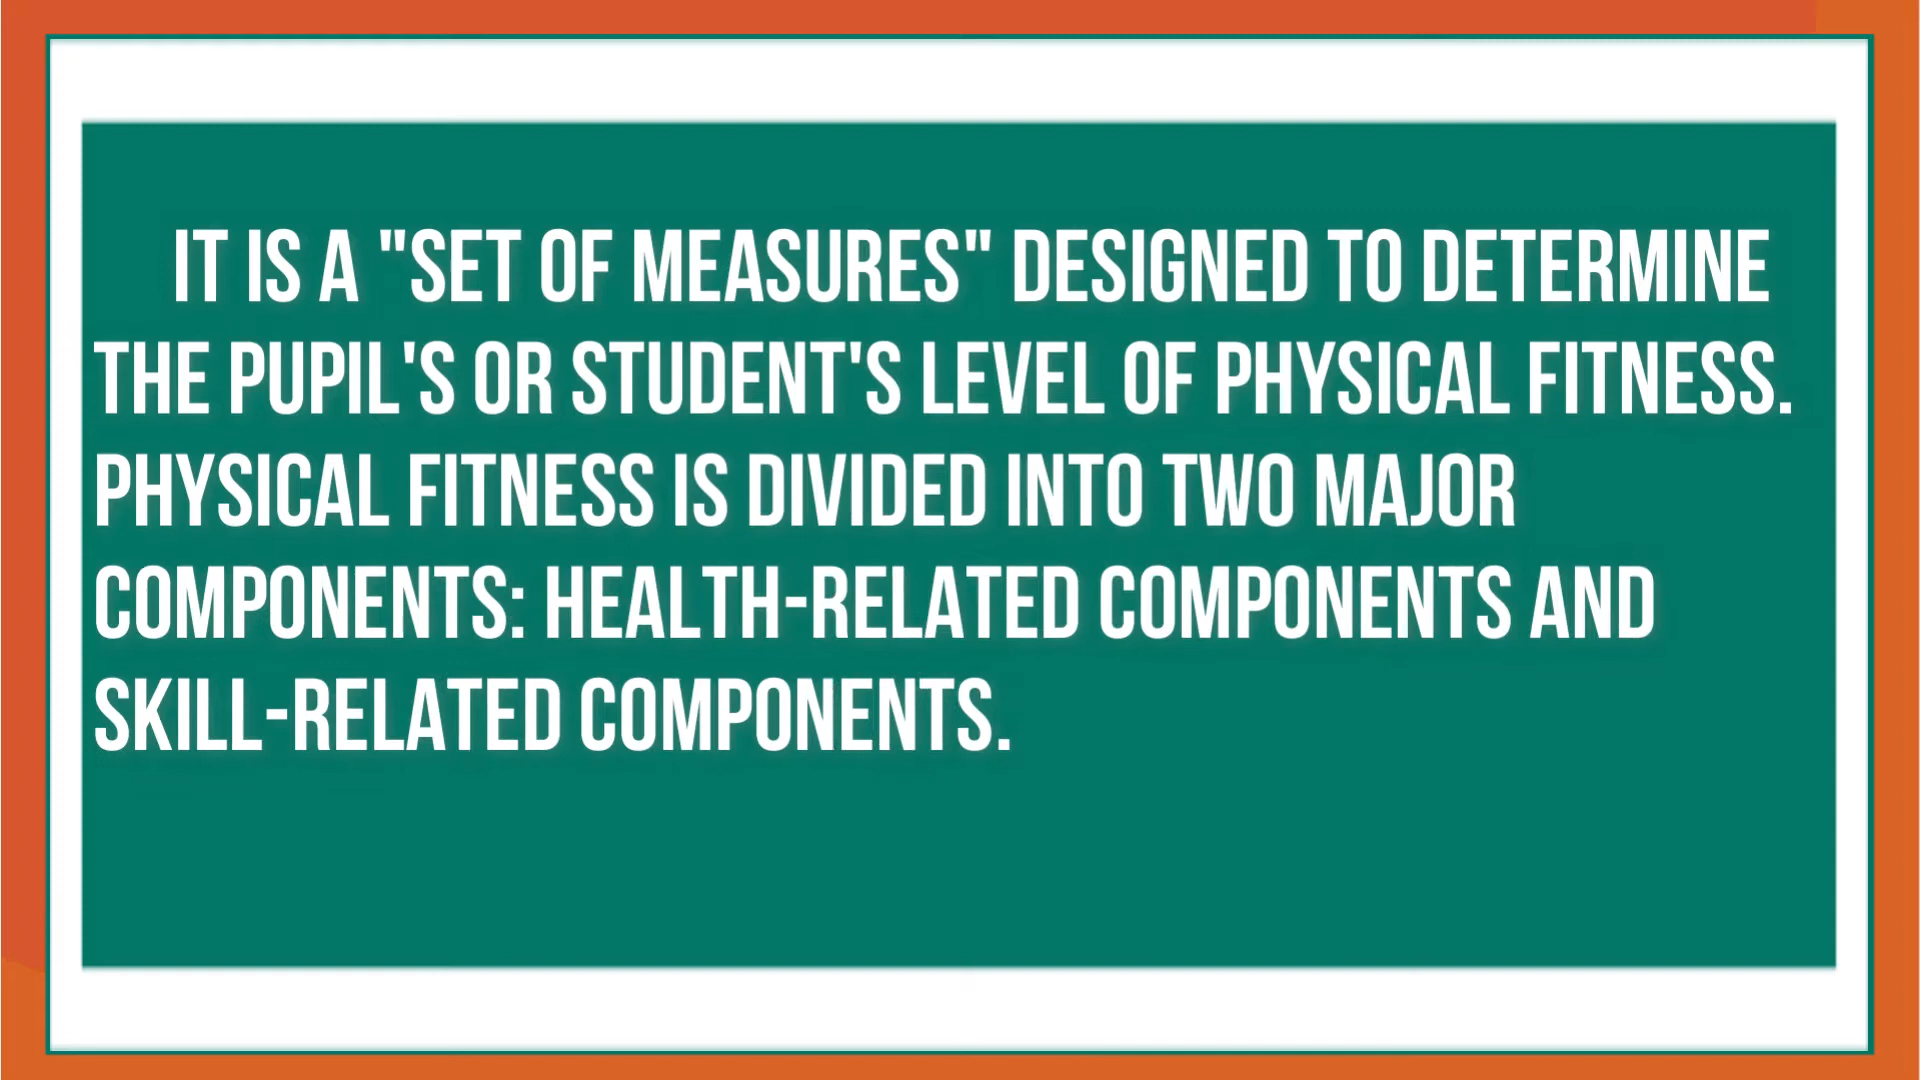 IT IS A "SET OF MEASURES" DESIGNED TO DETERMINE
THE PUPIL'S OR STUDENT'S LEVEL OF PHYSICAL FITNESS.
PHYSICAL FITNESS IS DIVIDED INTO TWO MAJOR
COMPONENTS: HEALTH-RELATED COMPONENTS AND
SKILL-RELATED COMPONENTS.